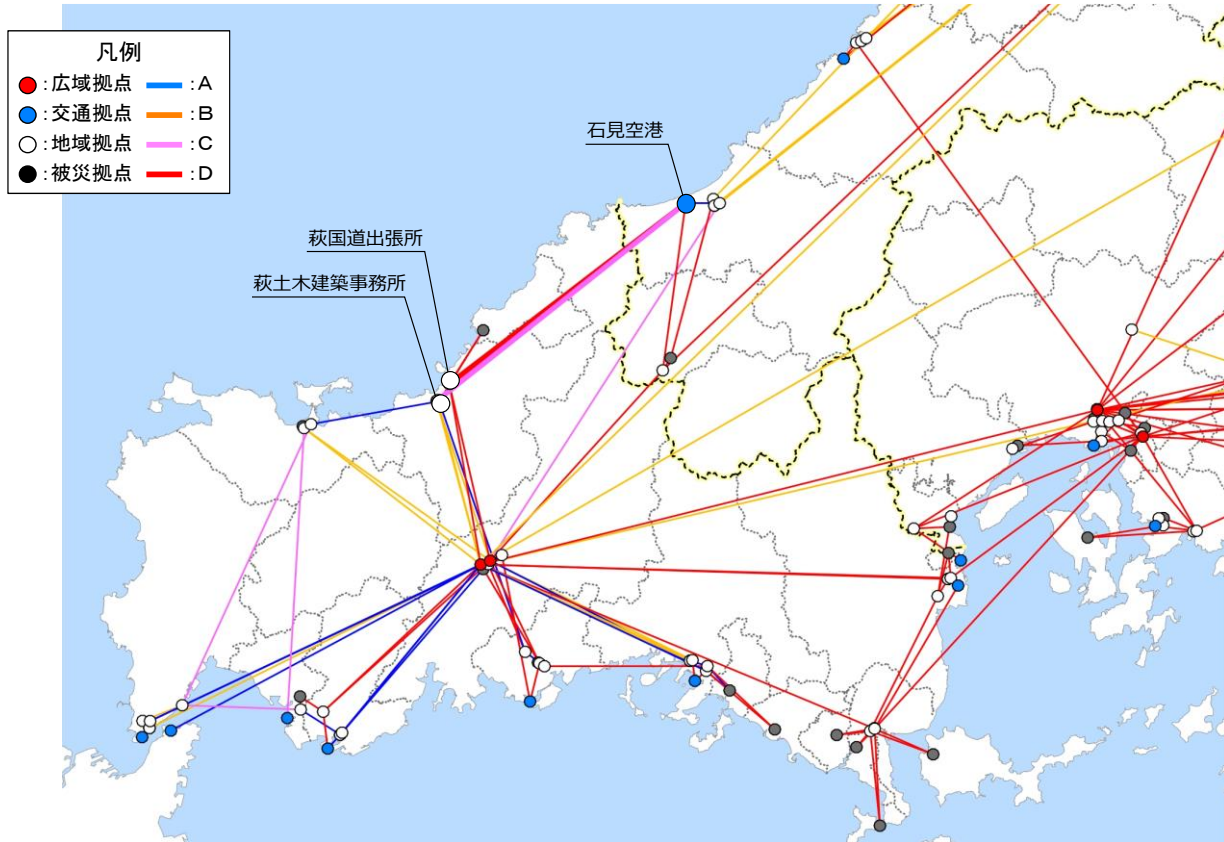 凡例
:広域拠点 :A
:交通拠点 :B
:地域拠点 :C
:被災拠点 :D
石見空港
萩国道出張所
萩土木建築事務所